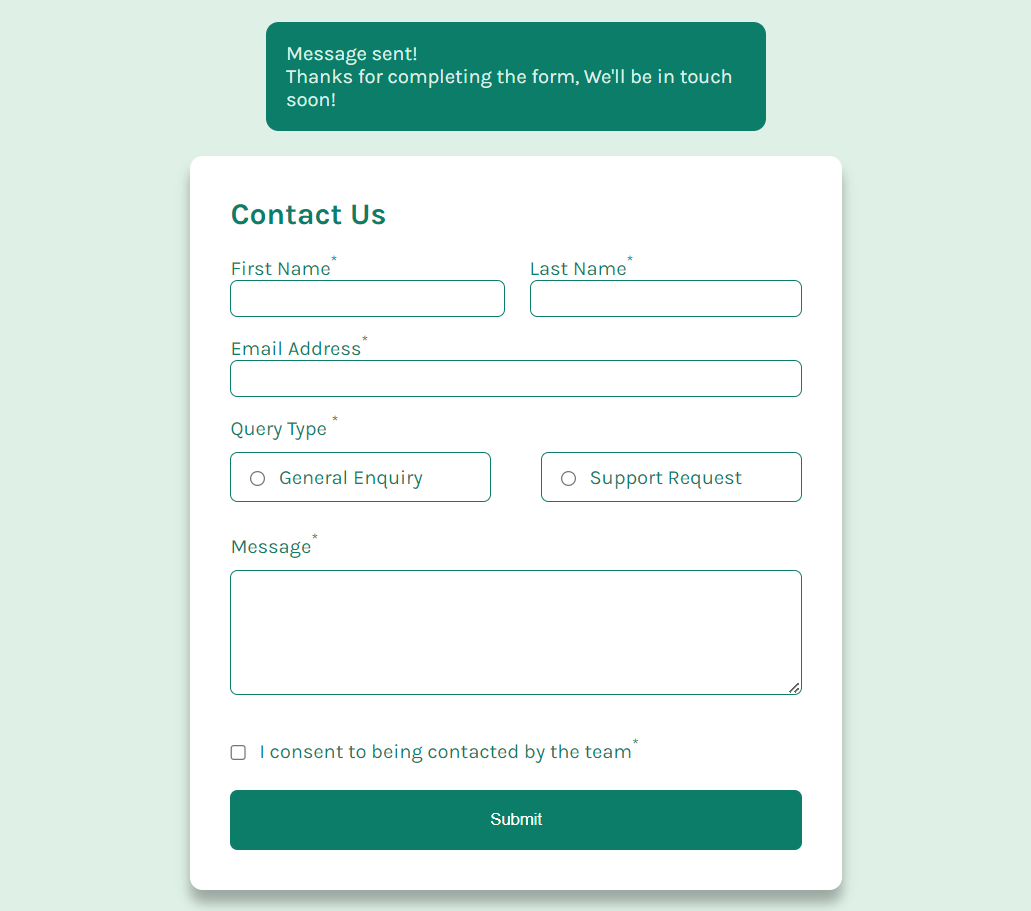 Message sent!
Thanks for completing the form, We'll be in touch
soon!
Contact Us
First Name*
Last Name*
Email Address*
Query Type *
General Enquiry
Support Request
Message*
I consent to being contacted by the team*
Submit